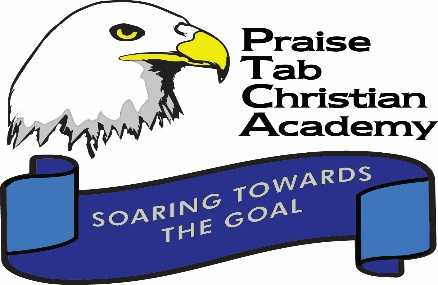 Praise
Tab
Christian
Academy
SOARING TOWARDS
THE GOAL